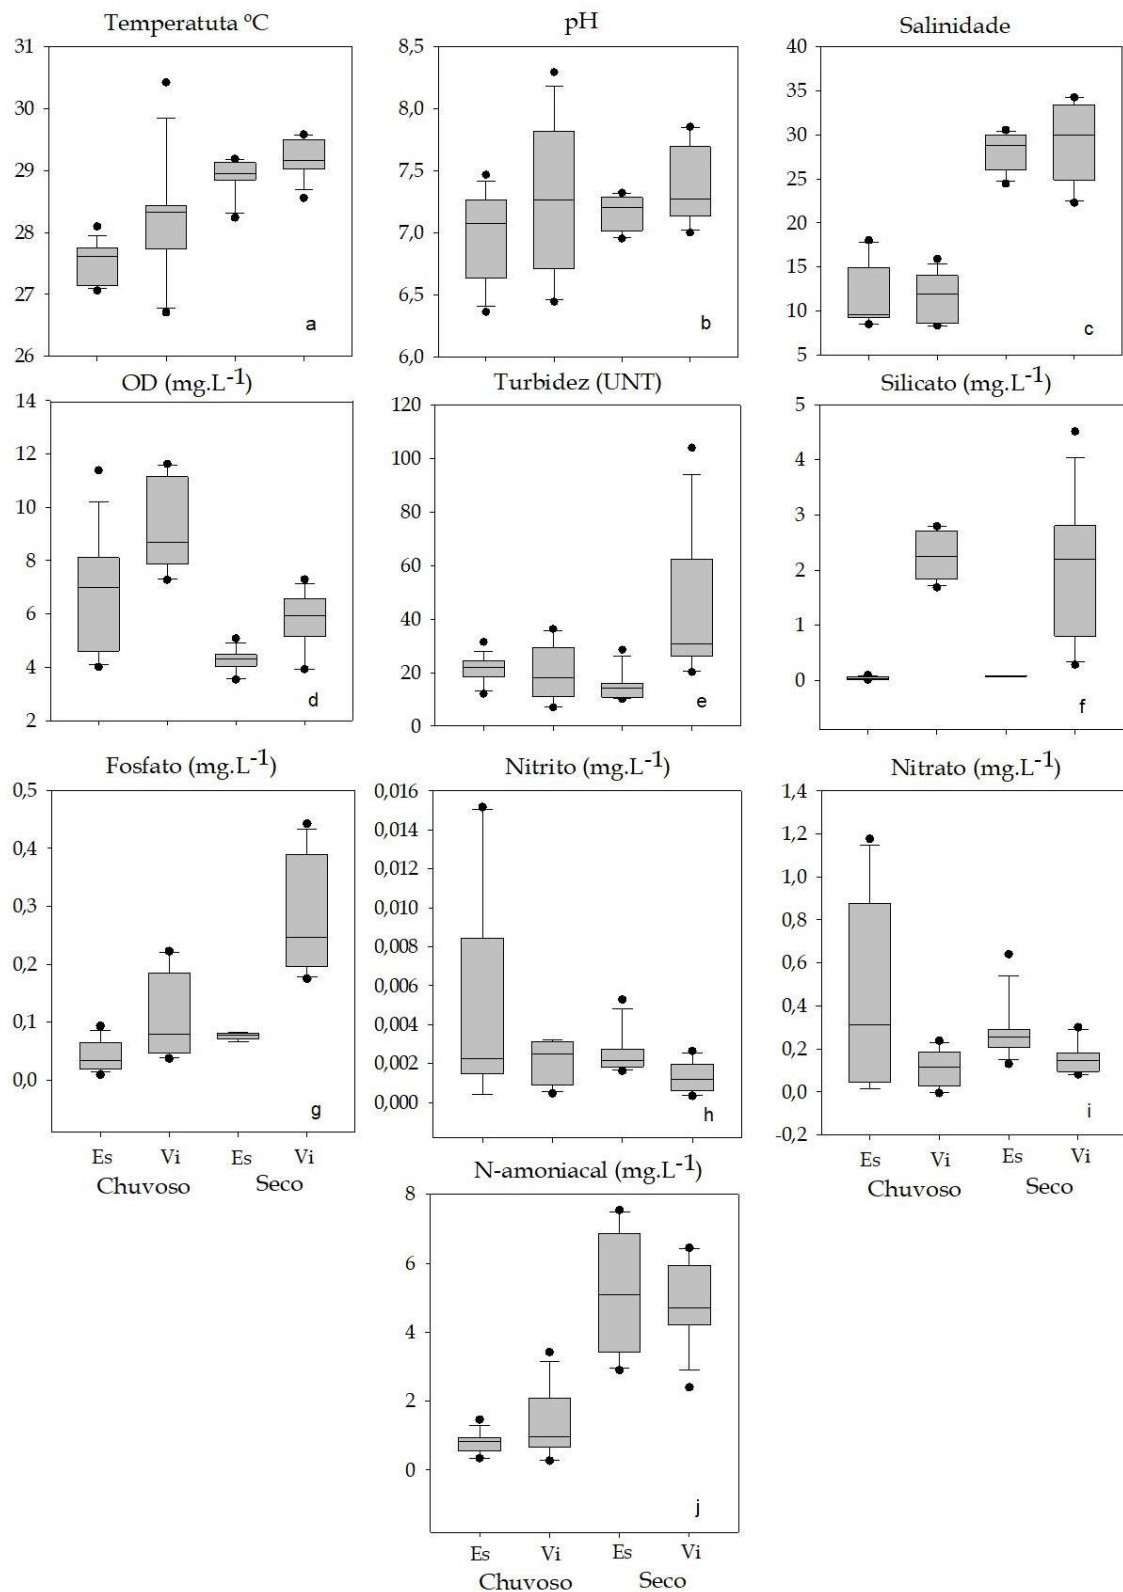 Temperatuta ºC
31
30
29
28
27
26
a
pH
8,5
8,0
7,5
7,0
6,5
6,0
b
Salinidade
40
35
30
25
20
15
10
5
c
OD (mg.L-1)
14
12
10
8
6
4
2
d
Turbidez (UNT)
120
100
80
60
40
20
0
e
Silicato (mg.L-1)
5
4
3
2
1
0
f
Fosfato (mg.L-1)
0,5
0,4
0,3
0,2
0,1
0,0
g
Es Vi Es Vi
Chuvoso Seco
Nitrito (mg.L-1)
0,016
0,014
0,012
0,010
0,008
0,006
0,004
0,002
0,000
h
Nitrato (mg.L-1)
1,4
1,2
1,0
0,8
0,6
0,4
0,2
0,0
-0,2
i
Es Vi Es Vi
Chuvoso Seco
N-amoniacal (mg.L-1)
8
6
4
2
0
j
Es Vi Es Vi
Chuvoso Seco